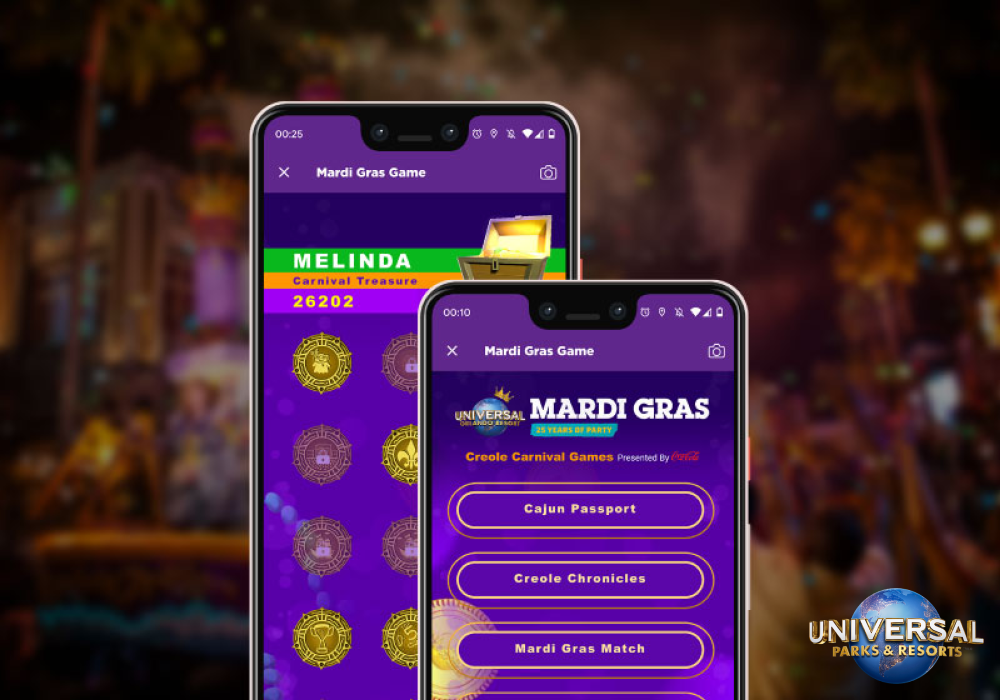 00:25
Mardi Gras Game
MELINDA
Carnival Treasure
26202
00:10
Mardi Gras Game
UNIVERSAL
ORLANDO RESORT
MARDI GRAS
25 YEARS OF PARTY
Creole Carnival Games Presented By Coca-Cola
Cajun Passport
Creole Chronicles
Mardi Gras Match
UNIVERSAL
PARKS & RESORTS